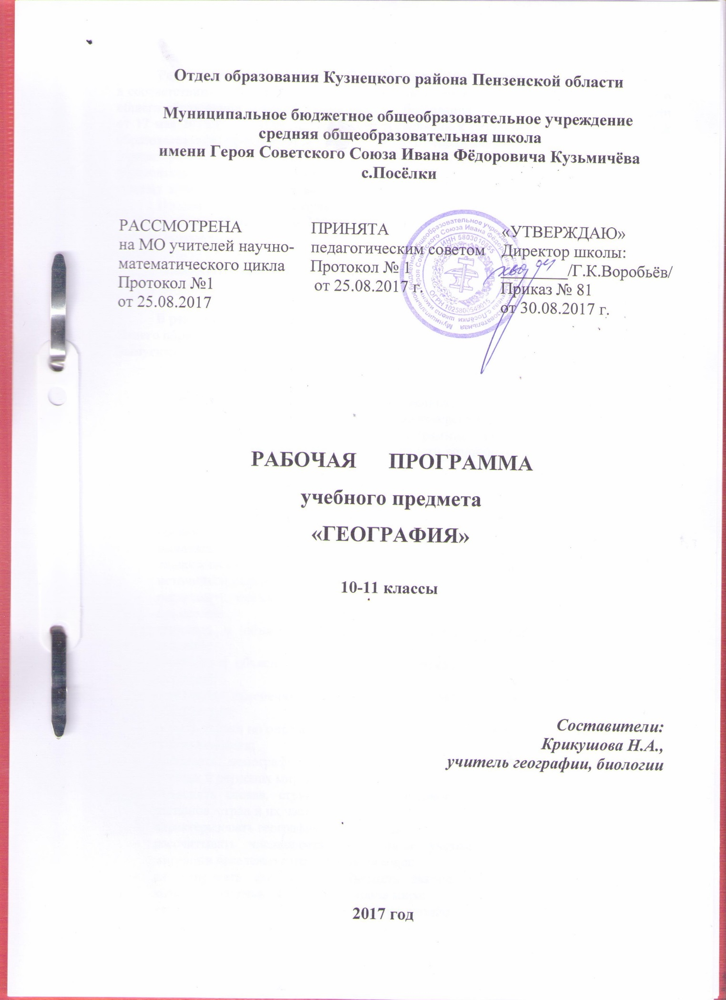 Отдел образования Кузнецкого района Пензенской области
Муниципальное бюджетное общеобразовательное учреждение
средняя общеобразовательная школа
имени Героя Советского Союза Ивана Фёдоровича Кузьмичёва
с.Посёлки
РАССМОТРЕНА
на МО учителей научно-
математического цикла
Протокол №1
от 25.08.2017
ПРИНЯТА
педагогическим советом
Протокол № 1
от 25.08.2017 г.
«УТВЕРЖДАЮ»
Директор школы:
/Г.К.Воробьёв/
Приказ № 81
от 30.08.2017 г.
ОГРН 1025800549015
РАБОЧАЯ ПРОГРАММА
учебного предмета
«ГЕОГРАФИЯ»
10-11 классы
Составители:
Крикушова Н.А.,
учитель географии, биологии
2017 год